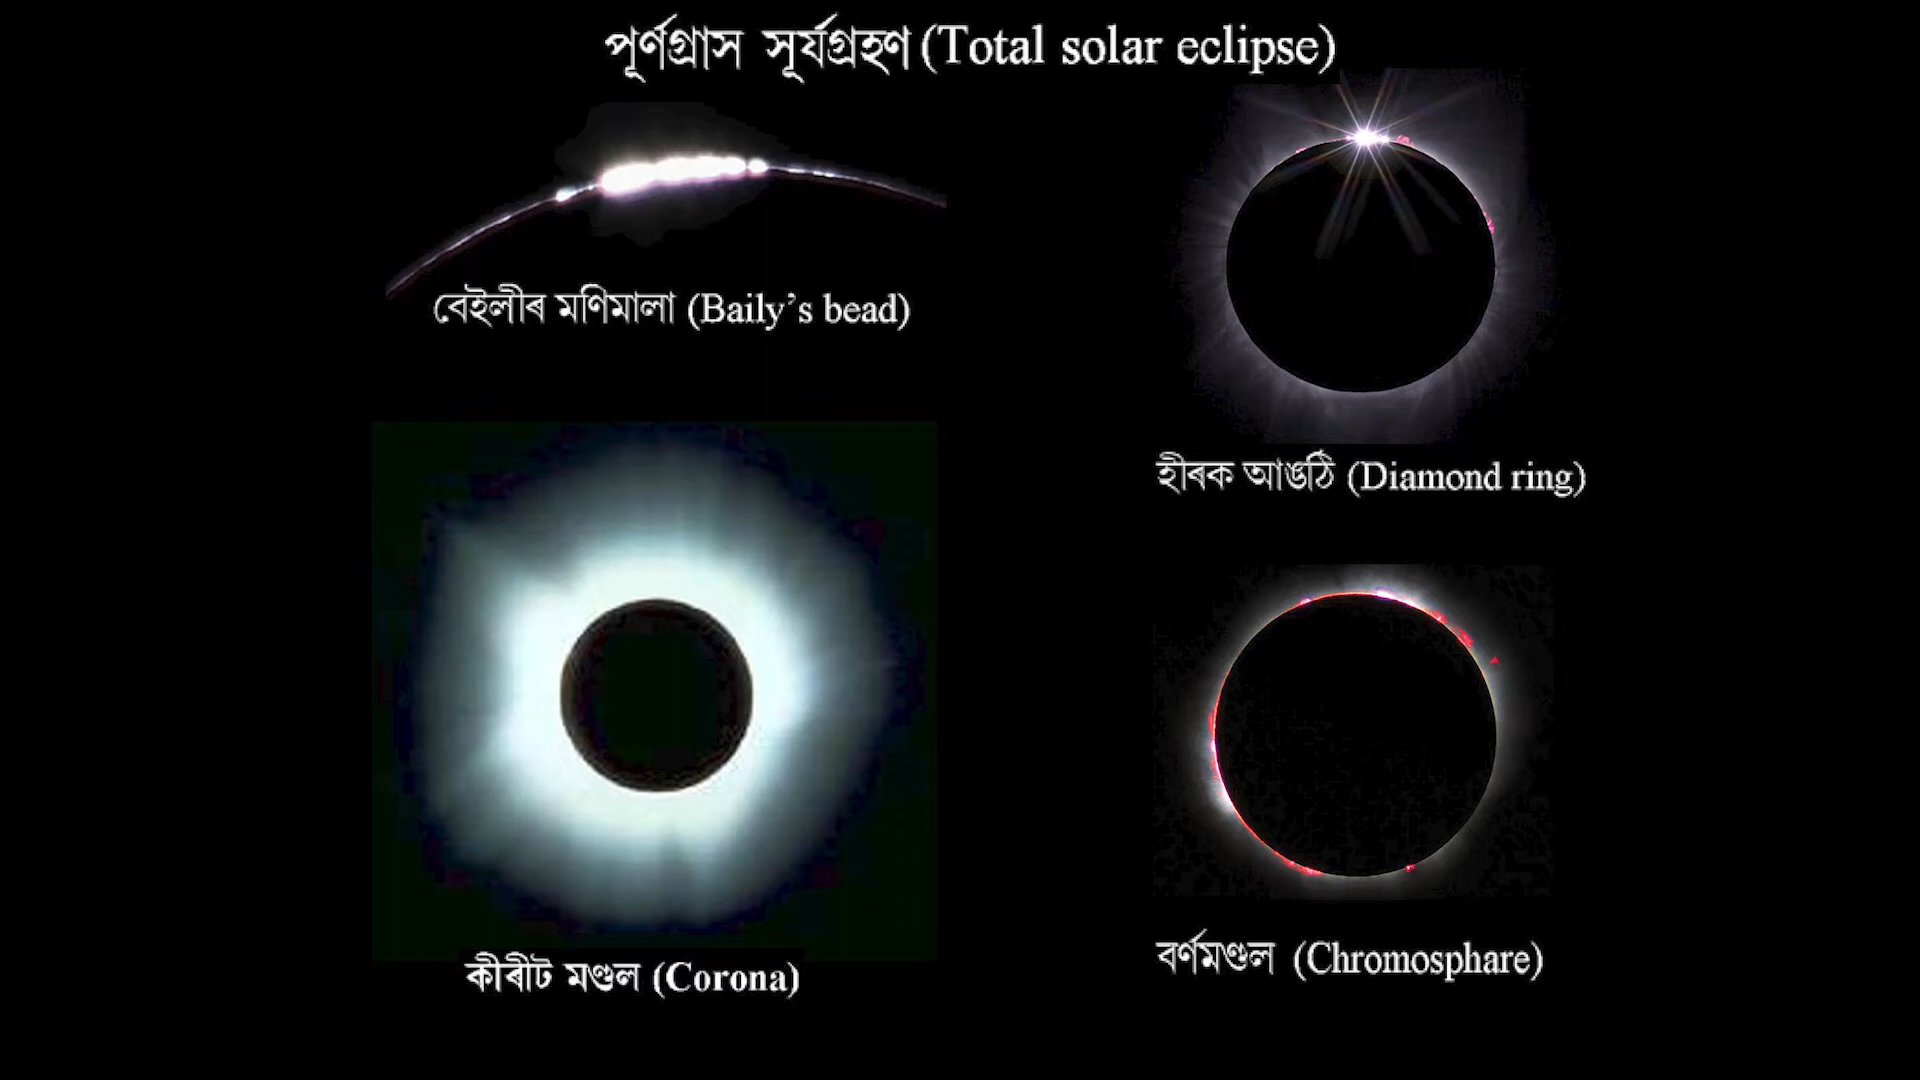 পূৰ্ণগ্ৰাস সূৰ্যগ্ৰহণ (Total solar eclipse)
বেইলীৰ মণিমালা (Baily’s bead)
হীৰক আঙঠি (Diamond ring)
কীৰীট মণ্ডল (Corona)
বৰ্ণমণ্ডল (Chromosphare)